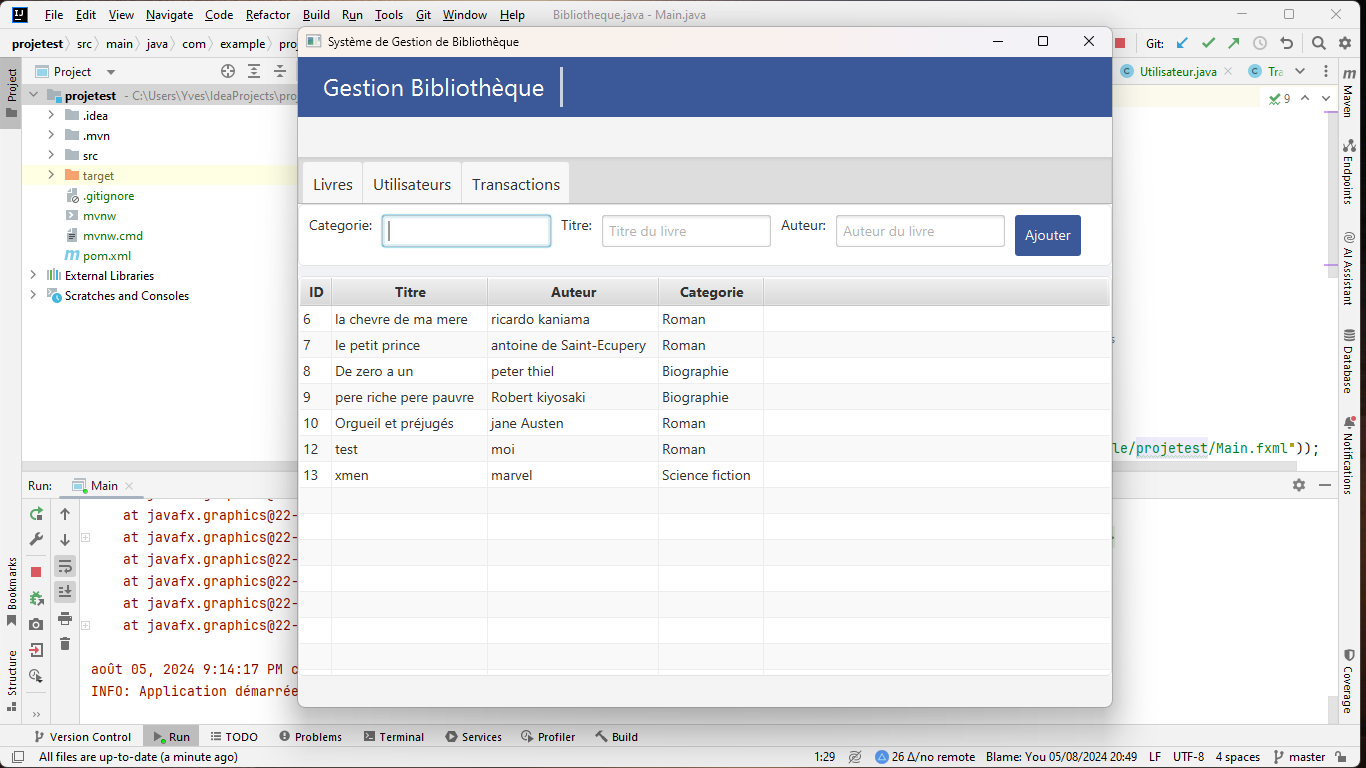 File Edit View Navigate Code Refactor Build Run Tools Git Window Help Bibliotheque.java - Main.java
projetest src main java com example
Git:
Système de Gestion de Bibliothèque
Gestion Bibliothèque
Project
Utilisateur.java
projetest - C:\Users\Yves\IdeaProjects\
9
.idea
.mvn
src
target
.gitignore
mvnw
mvnw.cmd
pom.xml
External Libraries
Scratches and Consoles
Livres Utilisateurs Transactions
Categorie: Titre: Titre du livre Auteur: Auteur du livre Ajouter
ID Titre Auteur Categorie
6 la chevre de ma mere ricardo kaniama Roman
7 le petit prince antoine de Saint-Ecupery Roman
8 De zero a un peter thiel Biographie
9 pere riche pere pauvre Robert kiyosaki Biographie
10 Orgueil et préjugés jane Austen Roman
12 test moi Roman
13 xmen marvel Science fiction
le/projetest/Main.fxml"));
Run: Main
at javafx.graphics@22-
at javafx.graphics@22-
at javafx.graphics@22-
at javafx.graphics@22-
at javafx.graphics@22-
at javafx.graphics@22-
août 05, 2024 9:14:17 PM c
INFO: Application démarrée
Project
Bookmarks
Structure
Maven
Endpoints
AI Assistant
Database
Notifications
Coverage
Version Control Run TODO Problems Terminal Services Profiler Build
All files are up-to-date (a minute ago) 1:29 26 Δ/no remote Blame: You 05/08/2024 20:49 LF UTF-8 4 spaces master